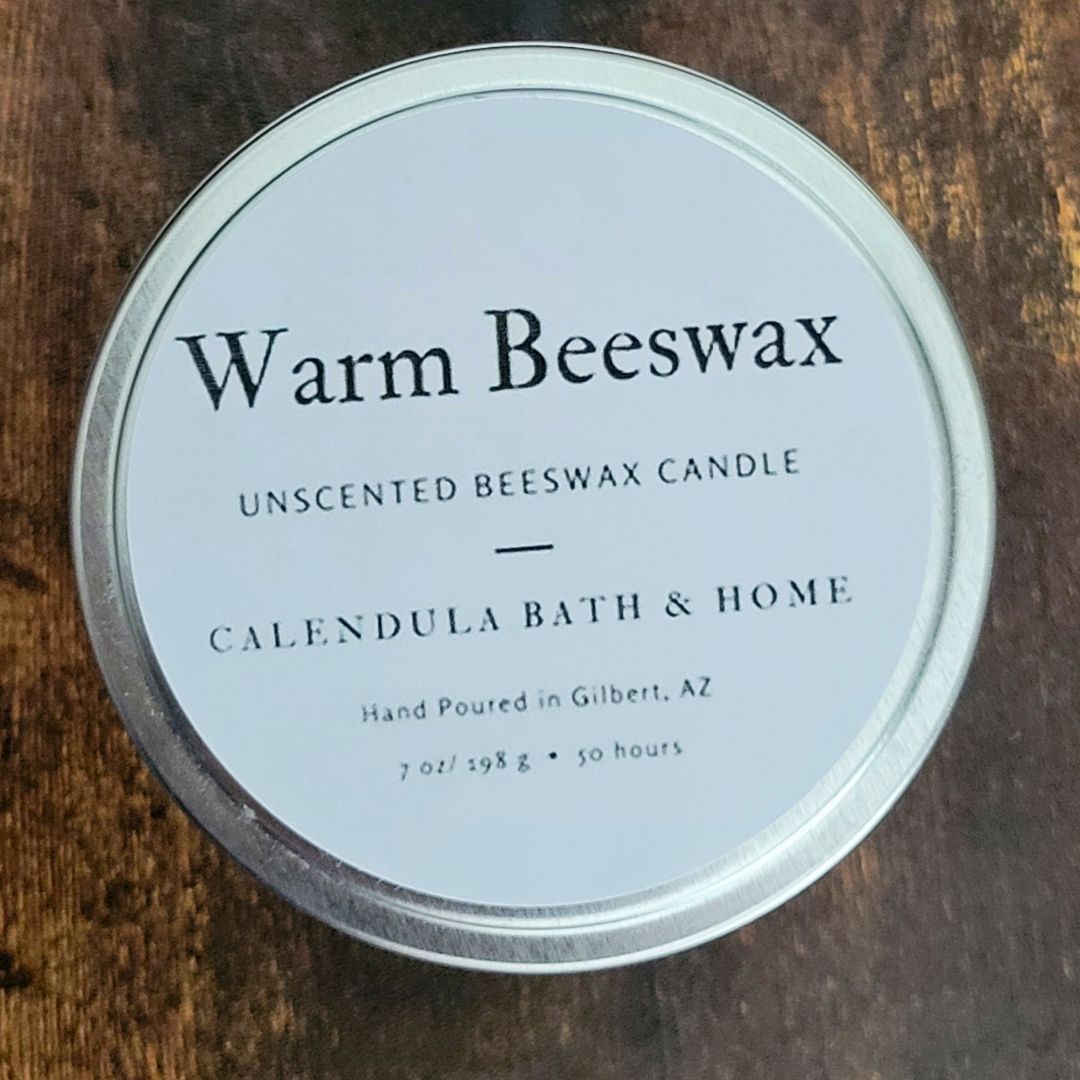 Warm Beeswax
UNSCENTED BEESWAX CANDLE
CALENDULA BATH & HOME
Hand Poured in Gilbert, AZ
7 oz/ 198 g • 50 hours